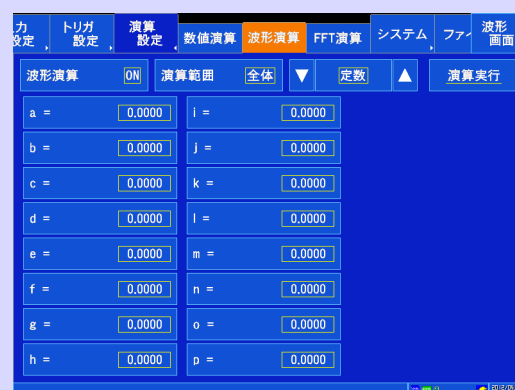 力設定 トリガ設定 演算設定 数値演算 波形演算 FFT演算 システム ファイ 波形画面
波形演算 ON 演算範囲 全体 ▼ 定数 ▲ 演算実行
a = 0.0000 i = 0.0000
b = 0.0000 j = 0.0000
c = 0.0000 k = 0.0000
d = 0.0000 l = 0.0000
e = 0.0000 m = 0.0000
f = 0.0000 n = 0.0000
g = 0.0000 o = 0.0000
h = 0.0000 p = 0.0000